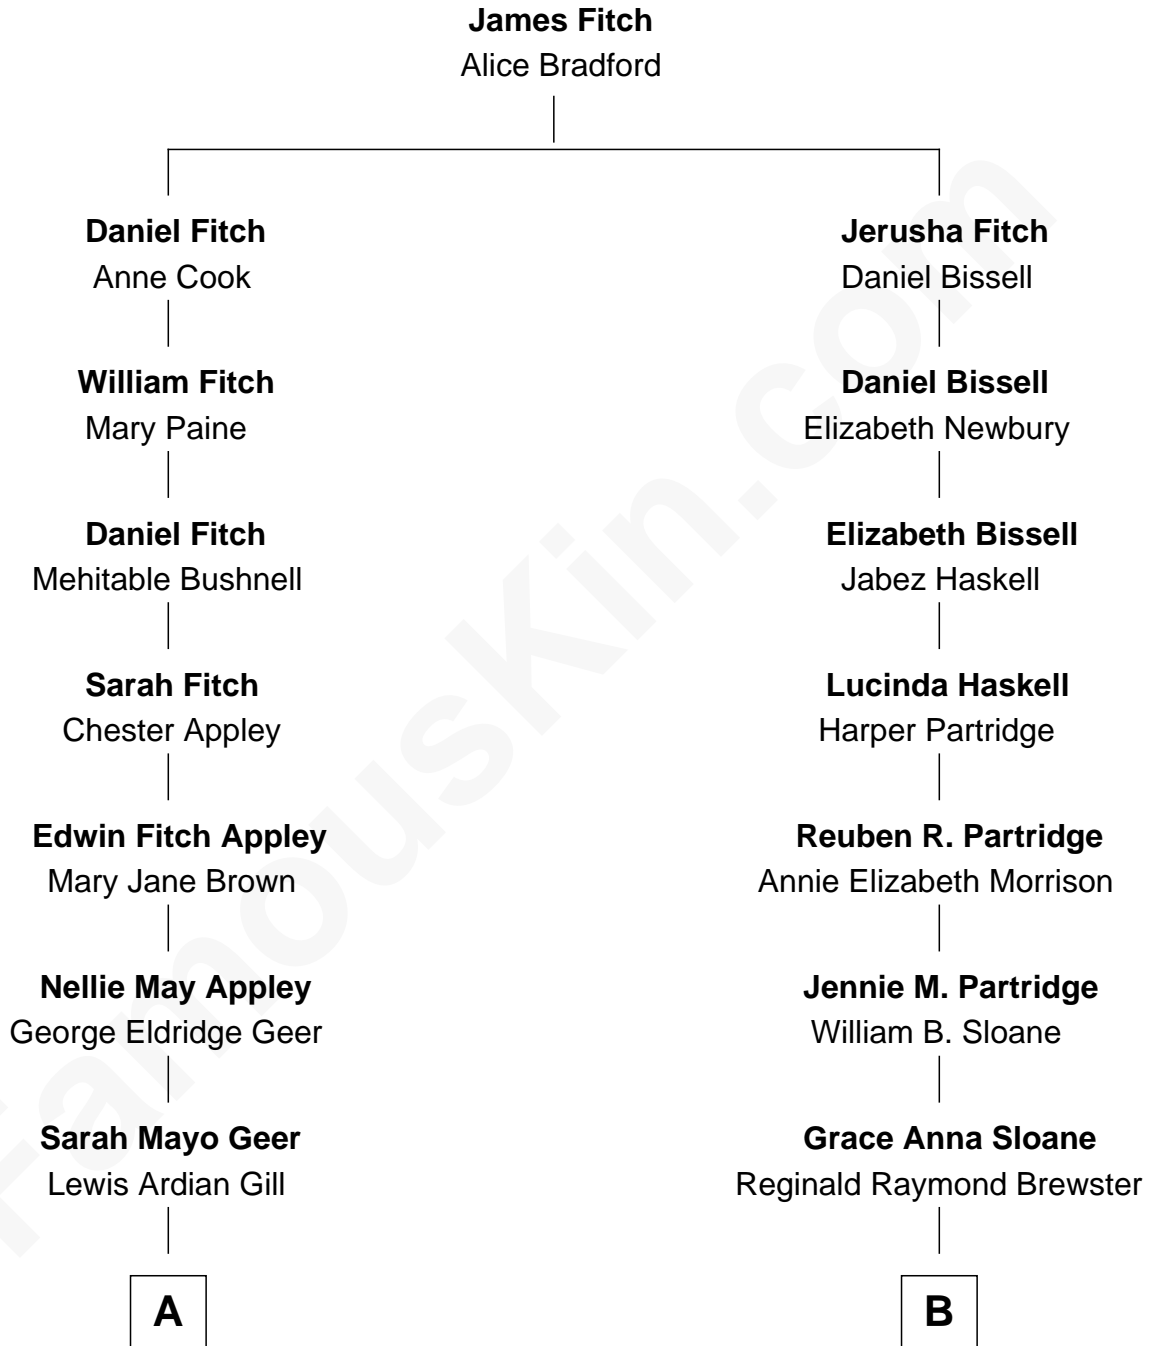 James Fitch
Alice Bradford
Daniel Fitch
Anne Cook
Jerusha Fitch
Daniel Bissell
William Fitch
Mary Paine
Daniel Bissell
Elizabeth Newbury
Daniel Fitch
Mehitable Bushnell
Elizabeth Bissell
Jabez Haskell
Sarah Fitch
Chester Appley
Lucinda Haskell
Harper Partridge
Edwin Fitch Appley
Mary Jane Brown
Reuben R. Partridge
Annie Elizabeth Morrison
Nellie May Appley
George Eldridge Geer
Jennie M. Partridge
William B. Sloane
Sarah Mayo Geer
Lewis Ardian Gill
Grace Anna Sloane
Reginald Raymond Brewster
A
B
FamousKin.com